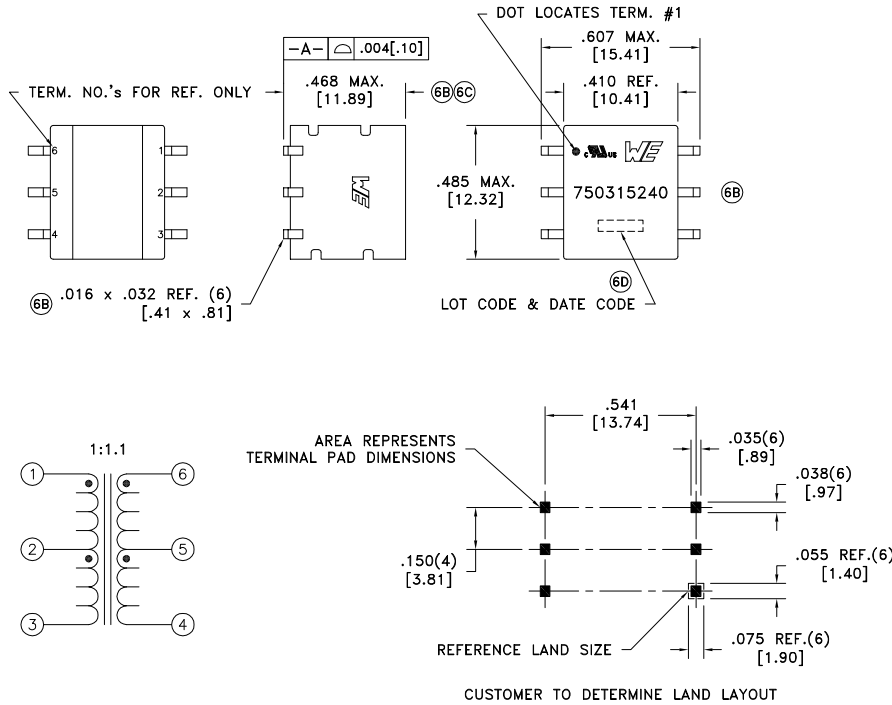 DOT LOCATES TERM. #1
-A- ⌓ .004[.10]
.607 MAX.
[15.41]
TERM. NO.'s FOR REF. ONLY
.468 MAX.
[11.89]
6B 6C
.410 REF.
[10.41]
6
1
5
2
4
3
WE
.485 MAX.
[12.32]
C UL US WE
750315240
6B
6B .016 x .032 REF. (6)
[.41 x .81]
6D
LOT CODE & DATE CODE
1:1.1
1
6
2
5
3
4
.541
[13.74]
AREA REPRESENTS
TERMINAL PAD DIMENSIONS
.035(6)
[.89]
.038(6)
[.97]
.150(4)
[3.81]
.055 REF.(6)
[1.40]
REFERENCE LAND SIZE
.075 REF.(6)
[1.90]
CUSTOMER TO DETERMINE LAND LAYOUT